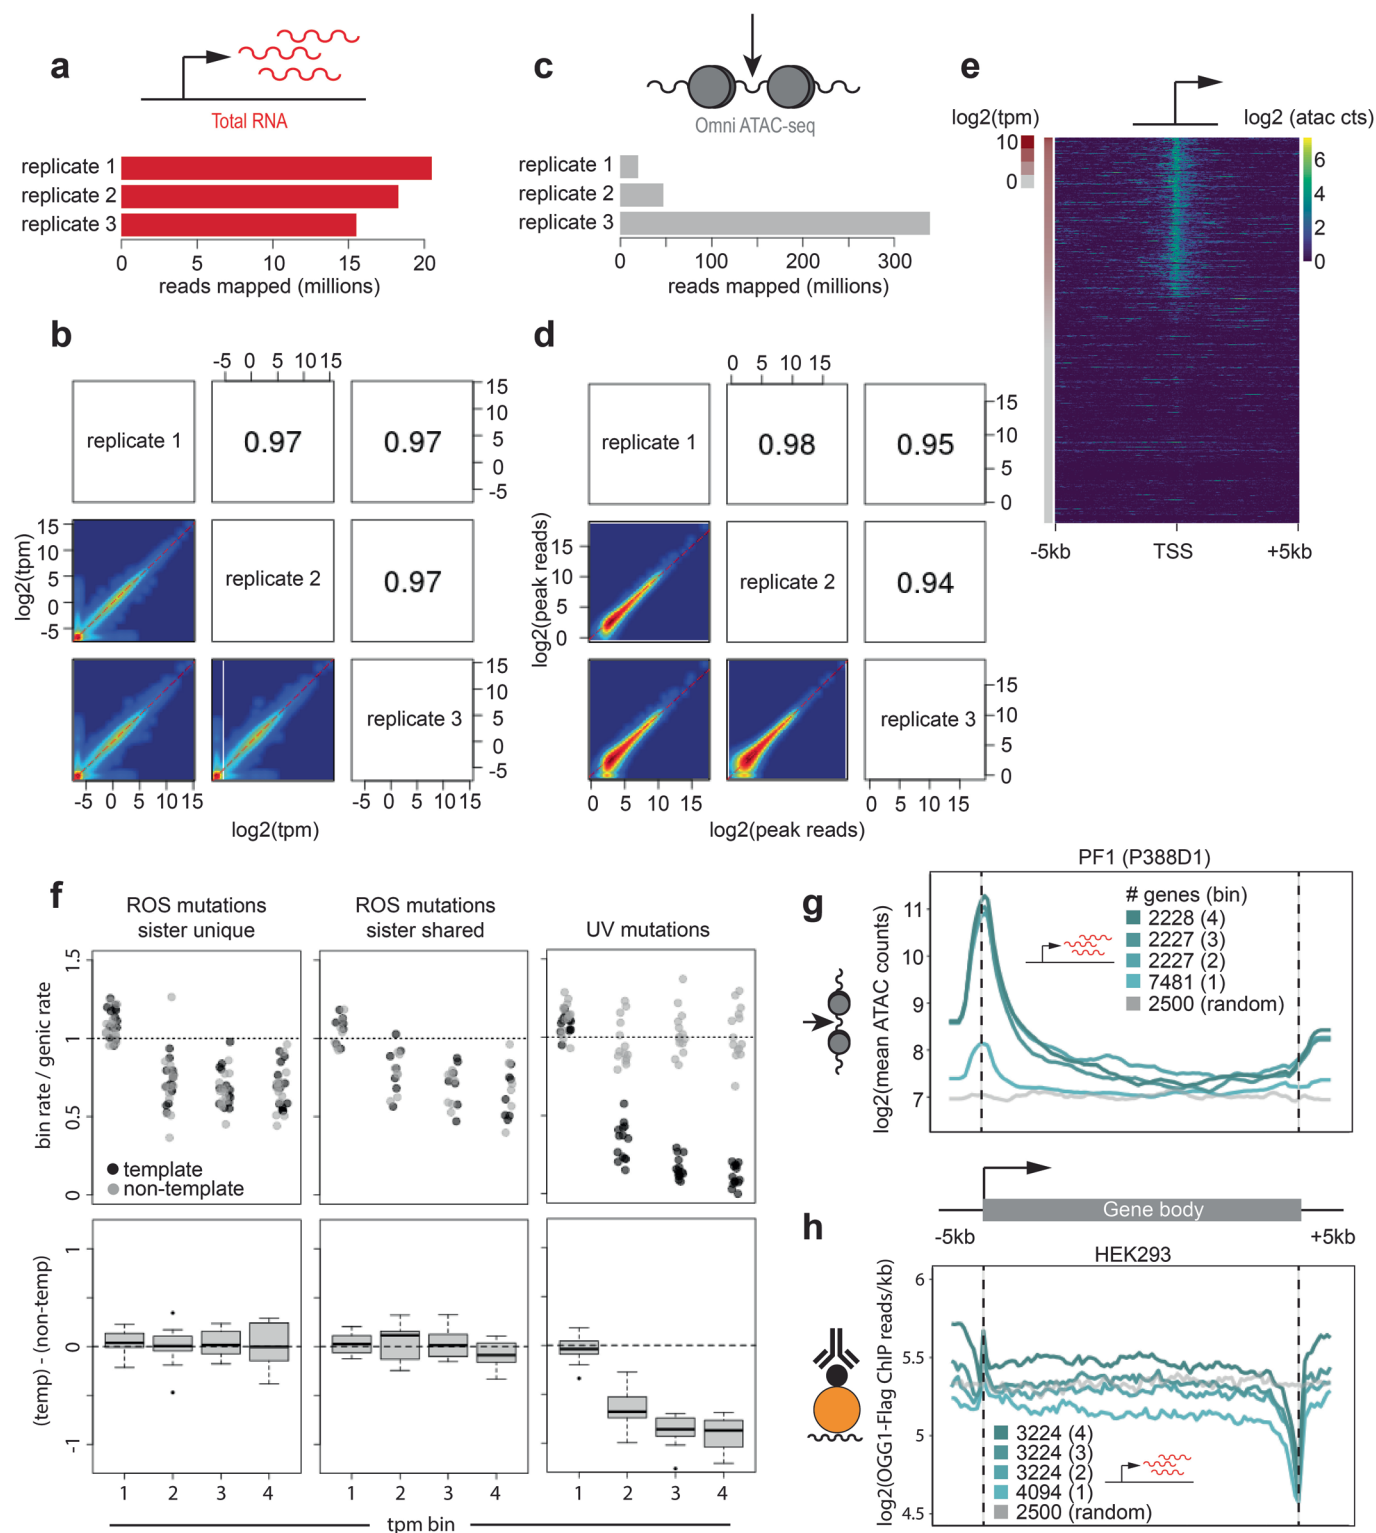 a
Total RNA
replicate 1
replicate 2
replicate 3
0 5 10 15 20
reads mapped (millions)
c
Omni ATAC-seq
replicate 1
replicate 2
replicate 3
0 100 200 300
reads mapped (millions)
e
log2(tpm)
10
0
log2 (atac cts)
6
4
2
0
-5kb TSS +5kb
b
-5 0 5 10 15
replicate 1 0.97 0.97
15
10
5
0
-5
log2(tpm)
15
10
5
0
-5
replicate 2 0.97
replicate 3
15
10
5
0
-5
-5 0 5 10 15 -5 0 5 10 15
log2(tpm)
d
0 5 10 15
replicate 1 0.98 0.95
15
10
5
0
log2(peak reads)
15
10
5
0
replicate 2 0.94
replicate 3
15
10
5
0
0 5 10 15 0 5 10 15
log2(peak reads)
f
ROS mutations
sister unique
ROS mutations
sister shared
UV mutations
bin rate / genic rate
1.5
1
0.5
0
template
non-template
(temp) - (non-temp)
1
0
-1
1 2 3 4 1 2 3 4 1 2 3 4
tpm bin
g
PF1 (P388D1)
log2(mean ATAC counts)
11
10
9
8
7
# genes (bin)
2228 (4)
2227 (3)
2227 (2)
7481 (1)
2500 (random)
Gene body
-5kb +5kb
h
HEK293
log2(OGG1-Flag ChIP reads/kb)
6
5.5
5
4.5
3224 (4)
3224 (3)
3224 (2)
4094 (1)
2500 (random)